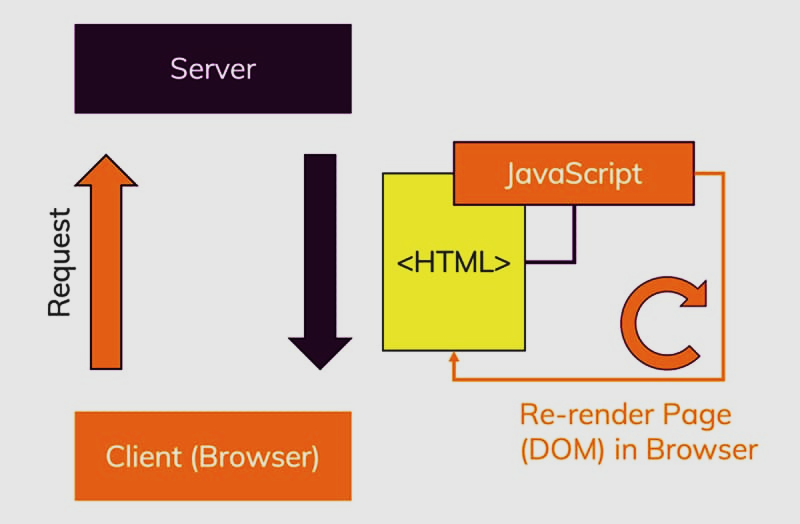 Server
Request
JavaScript
<HTML>
Client (Browser)
Re-render Page
(DOM) in Browser